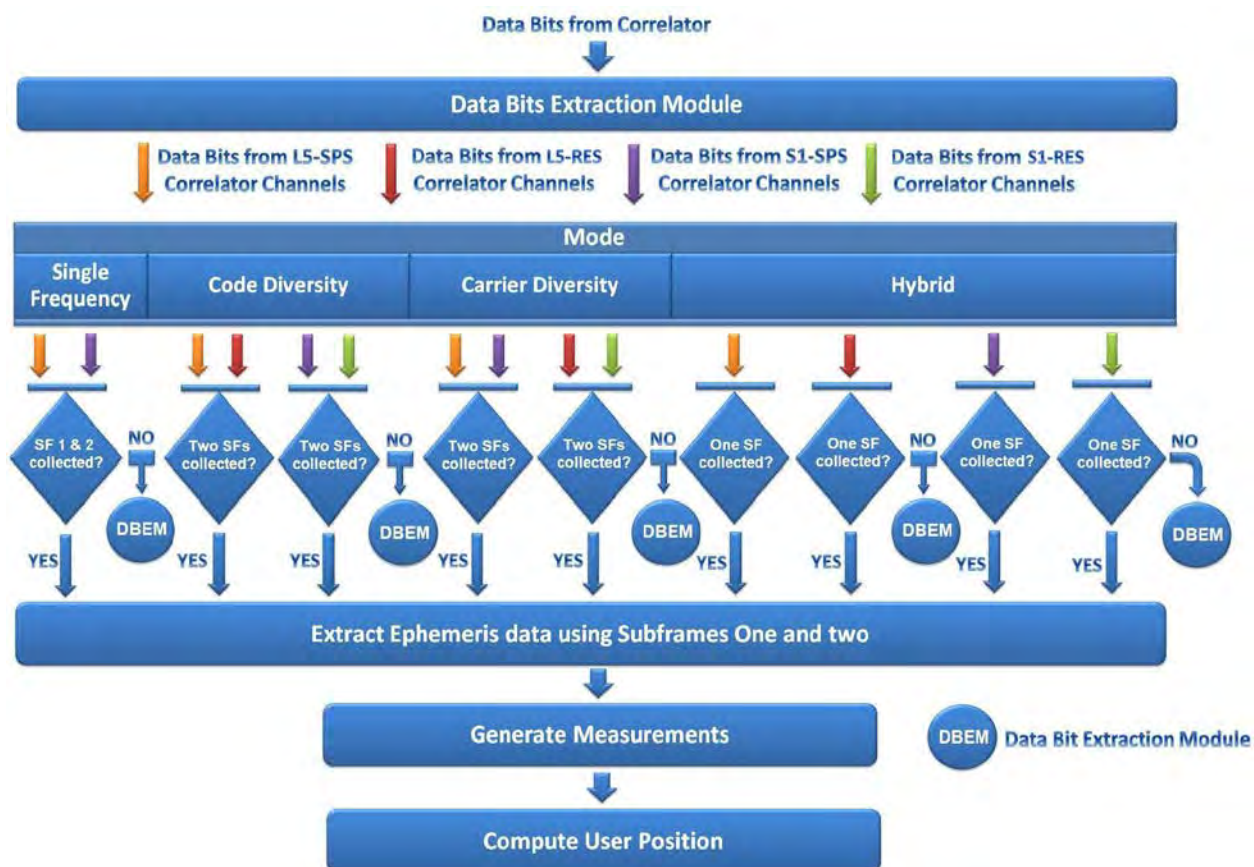 Data Bits from Correlator
Data Bits Extraction Module
Data Bits from L5-SPS
Correlator Channels
Data Bits from L5-RES
Correlator Channels
Data Bits from S1-SPS
Correlator Channels
Data Bits from S1-RES
Correlator Channels
Mode
Single
Frequency
Code Diversity
Carrier Diversity
Hybrid
SF 1 & 2
collected?
NO
DBEM
YES
Two SFs
collected?
YES
Two SFs
collected?
NO
DBEM
YES
Two SFs
collected?
YES
Two SFs
collected?
NO
DBEM
YES
One SF
collected?
YES
One SF
collected?
NO
DBEM
YES
One SF
collected?
YES
One SF
collected?
NO
DBEM
YES
Extract Ephemeris data using Subframes One and two
Generate Measurements
DBEM
Data Bit Extraction Module
Compute User Position